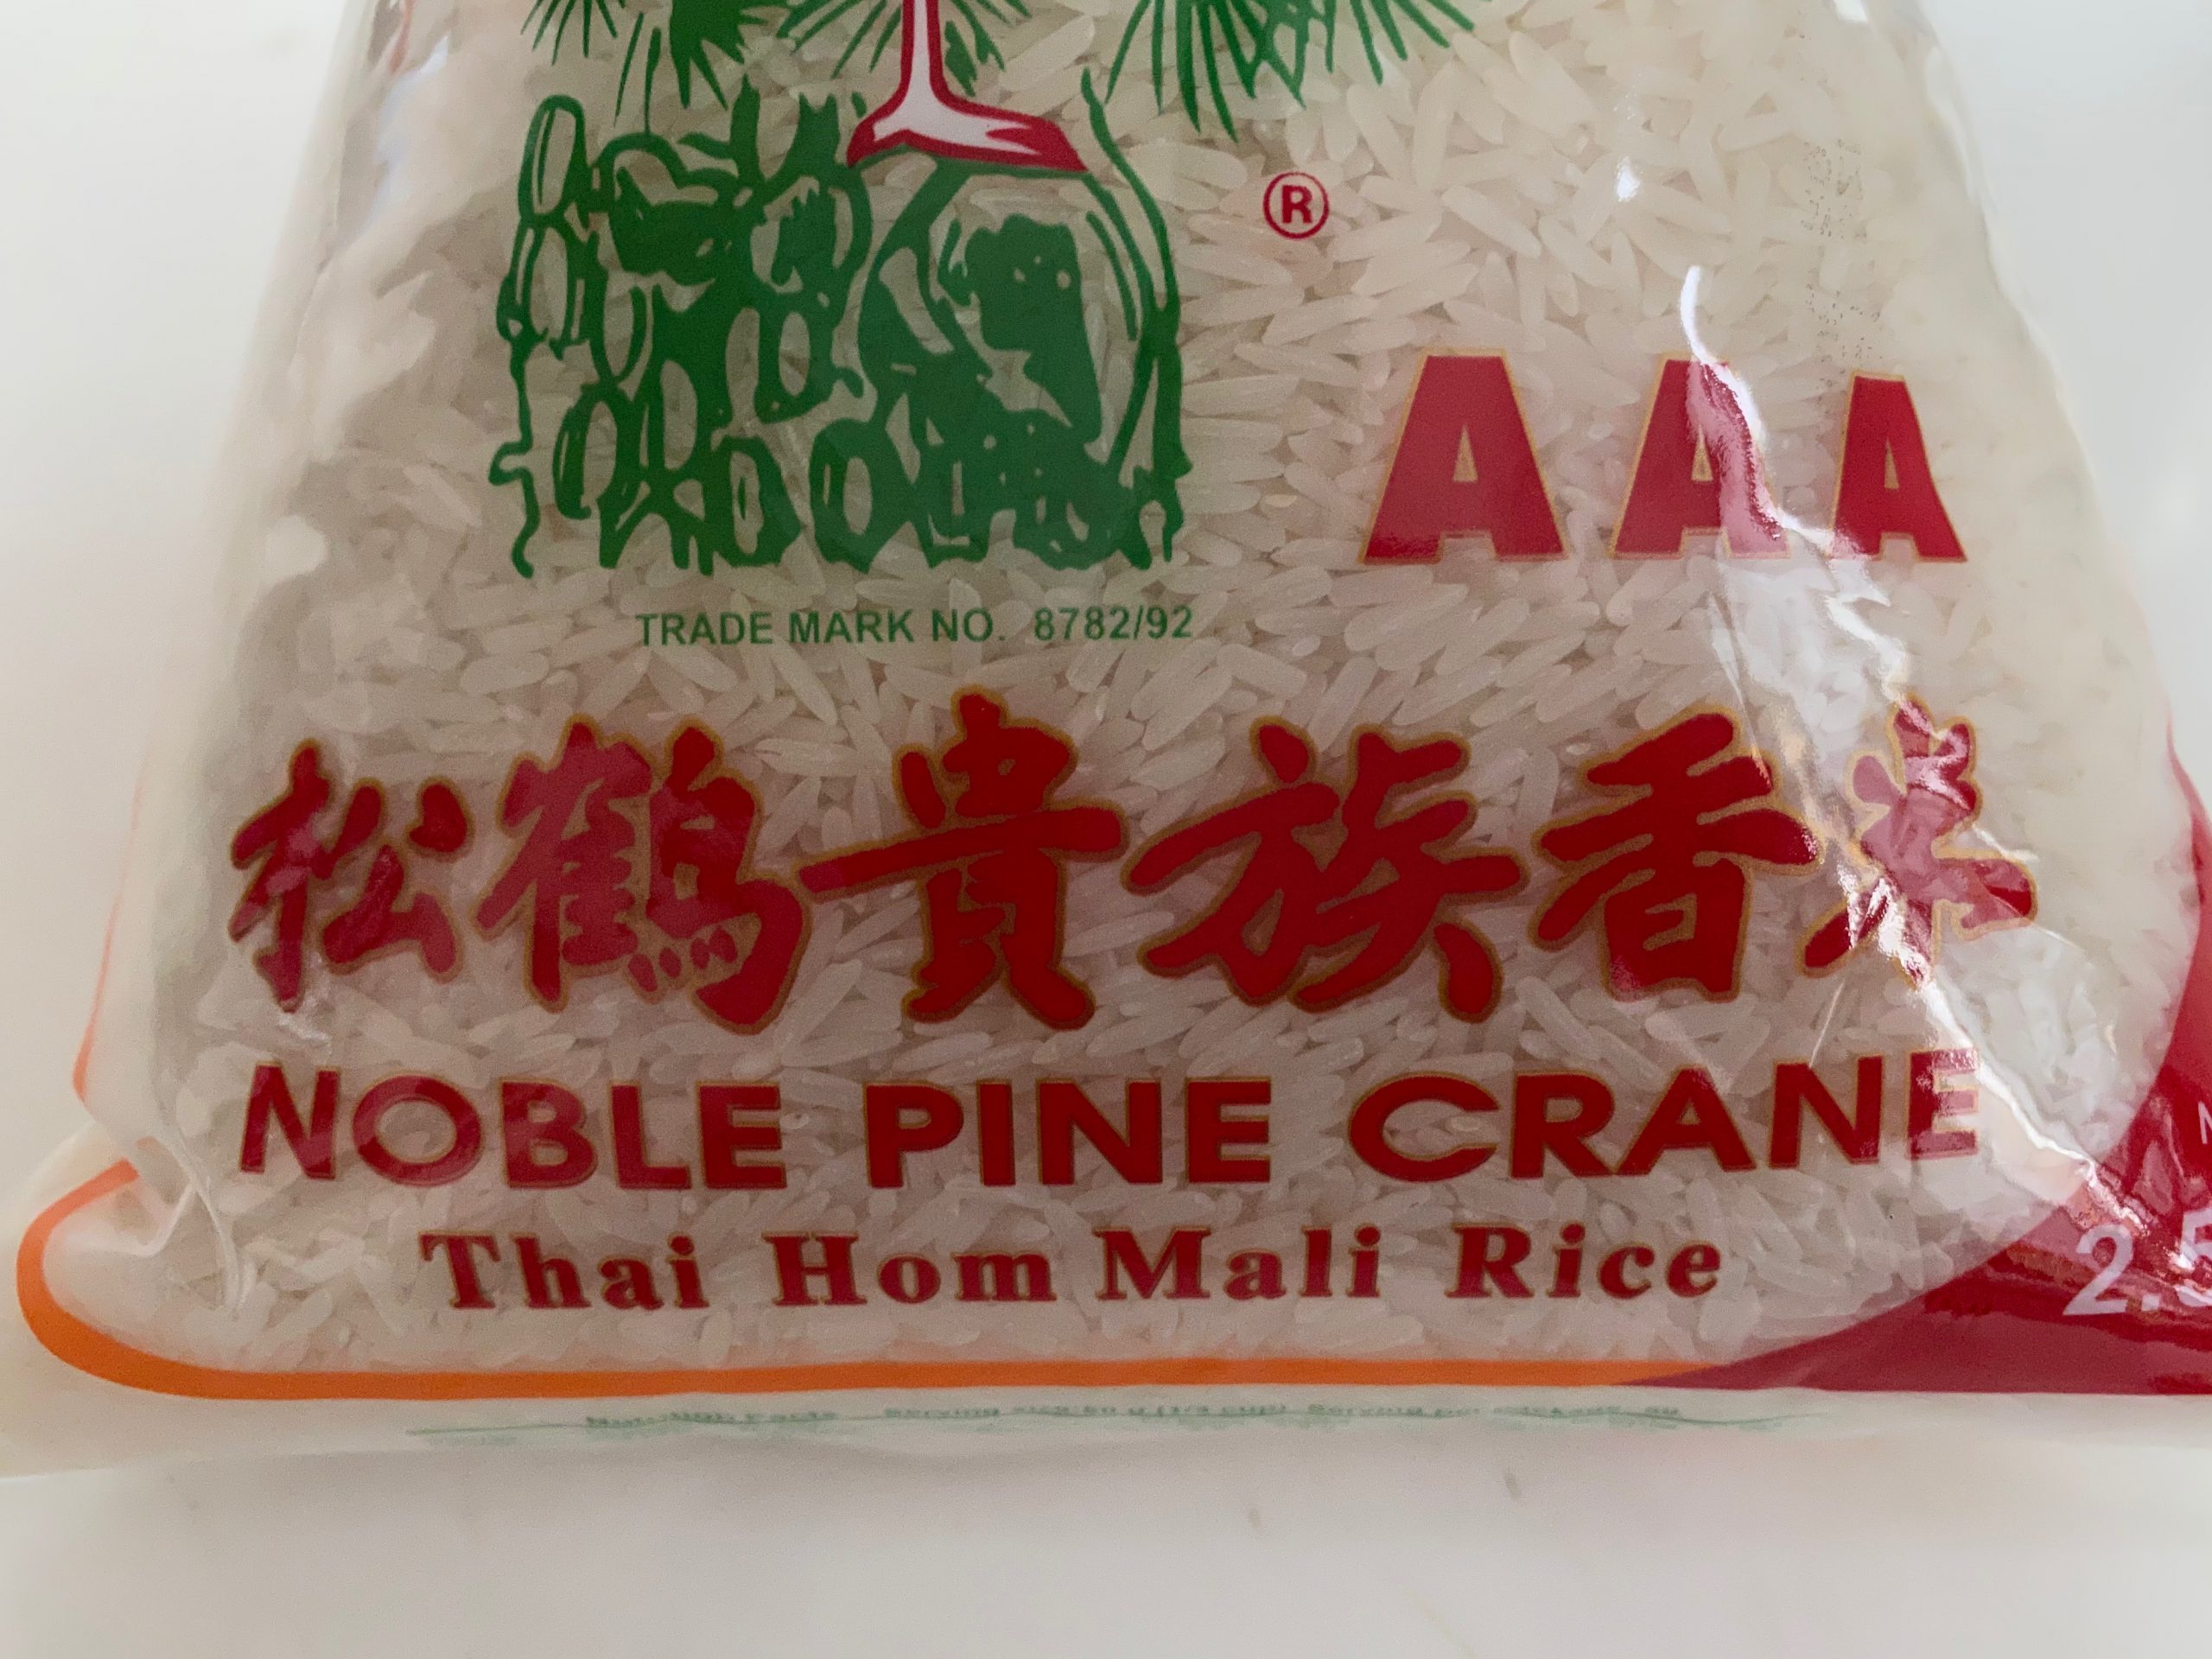 ®
AAA
TRADE MARK NO. 8782/92
松鶴貴族香米
NOBLE PINE CRANE
Thai Hom Mali Rice